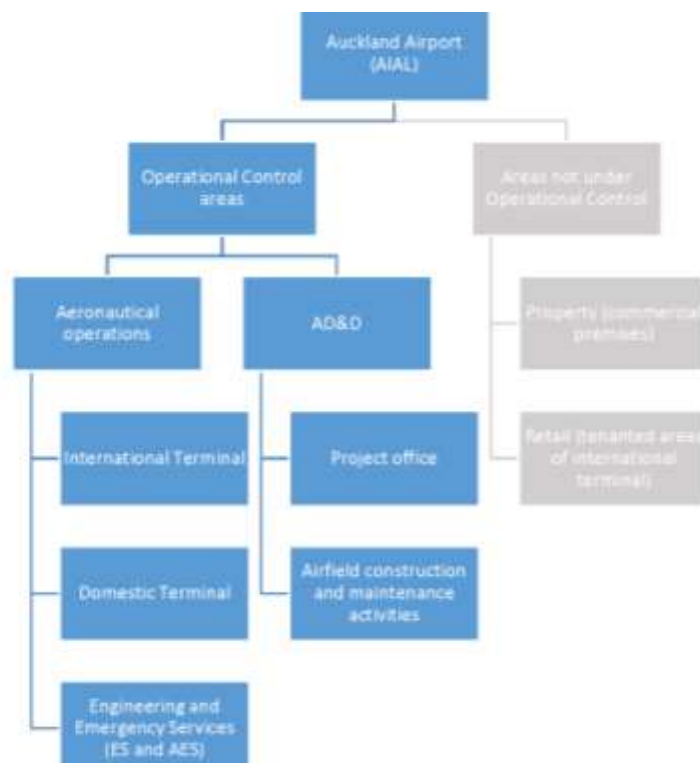 Auckland Airport
(AIAL)
Operational Control
areas
Areas not under
Operational Control
Aeronautical
operations
AD&D
Property (commercial
premises)
International Terminal
Project office
Retail (tenanted areas
of international
terminal)
Domestic Terminal
Airfield construction
and maintenance
activities
Engineering and
Emergency Services
(ES and AES)